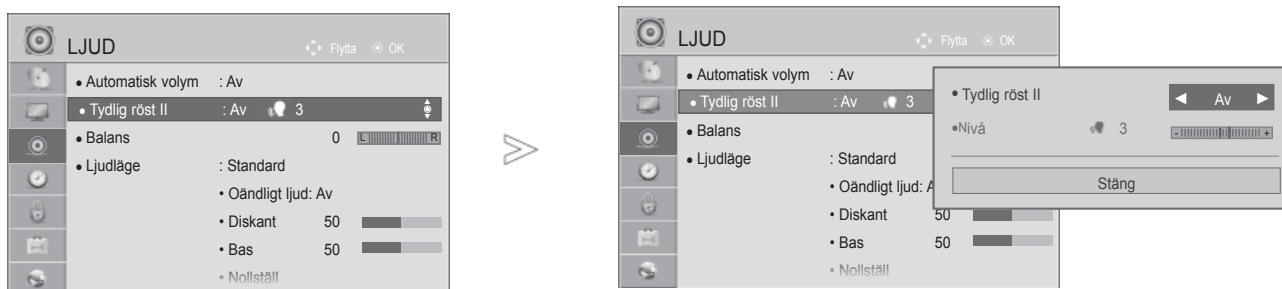 LJUD
Flytta OK
• Automatisk volym : Av
• Tydlig röst II : Av 3
• Balans 0 L R
• Ljudläge : Standard
• Oändligt ljud: Av
• Diskant 50
• Bas 50
• Nollställ
LJUD
Flytta OK
• Automatisk volym : Av
• Tydlig röst II : Av 3
• Balans
• Ljudläge : Standard
• Oändligt ljud: A
• Diskant 50
• Bas 50
• Nollställ
• Tydlig röst II ◄ Av ►
•Nivå 3 - +
Stäng